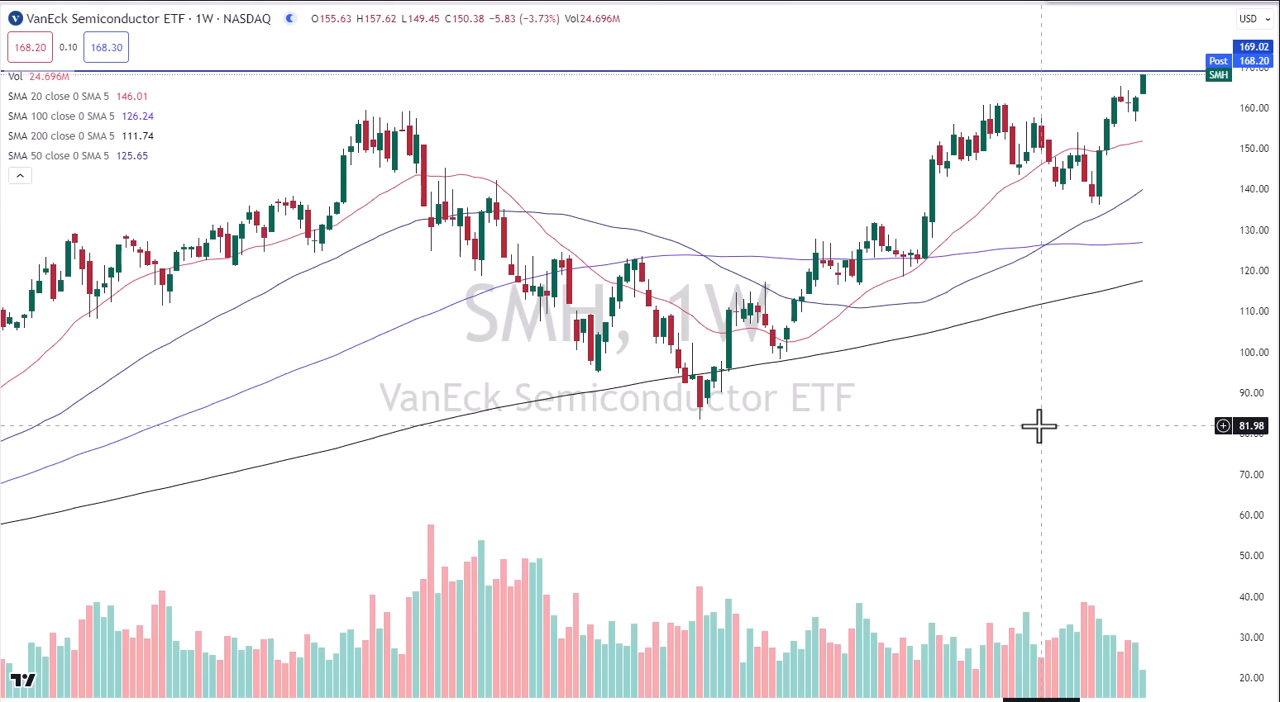 VanEck Semiconductor ETF · 1W · NASDAQ O155.63 H157.62 L149.45 C150.38 −5.83 (−3.73%) Vol24.696M
USD
168.20 0.10 168.30
169.02
Post 168.20
SMH
Vol 24.696M
SMA 20 close 0 SMA 5 146.01
SMA 100 close 0 SMA 5 126.24
SMA 200 close 0 SMA 5 111.74
SMA 50 close 0 SMA 5 125.65
170.00
160.00
150.00
140.00
130.00
120.00
110.00
100.00
90.00
81.98
80.00
70.00
60.00
50.00
40.00
30.00
20.00
SMH, 1W
VanEck Semiconductor ETF